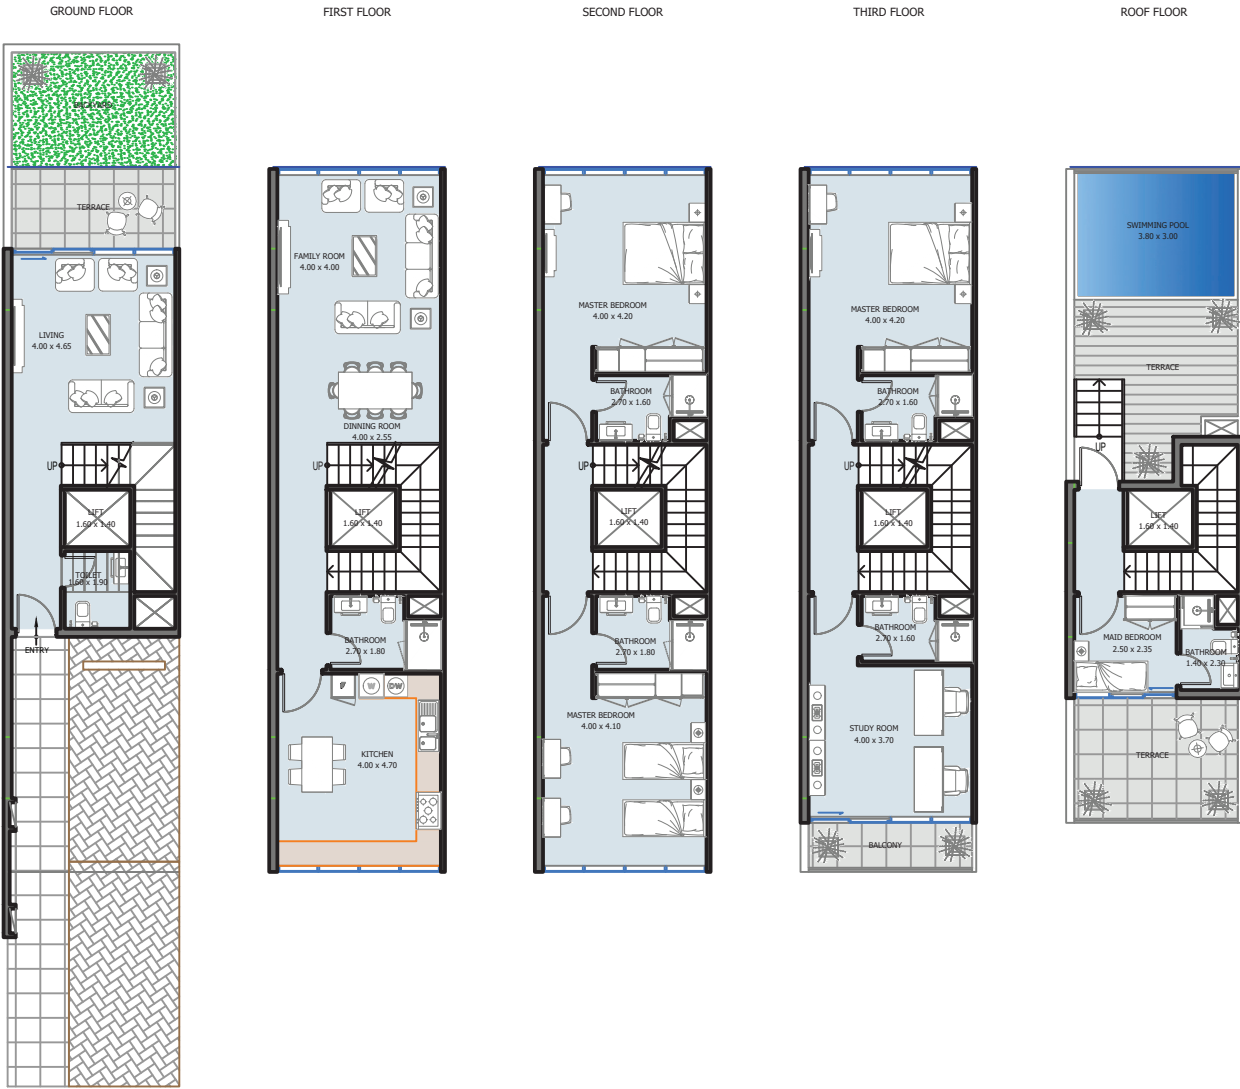 GROUND FLOOR
BACKYARD
TERRACE
LIVING
4.00 x 4.65
UP
LIFT
1.60 x 1.40
TOILET
1.60 x 1.90
ENTRY
FIRST FLOOR
FAMILY ROOM
4.00 x 4.00
DINNING ROOM
4.00 x 2.55
UP
LIFT
1.60 x 1.40
BATHROOM
2.70 x 1.80
F
W
DW
KITCHEN
4.00 x 4.70
SECOND FLOOR
MASTER BEDROOM
4.00 x 4.20
BATHROOM
2.70 x 1.60
UP
LIFT
1.60 x 1.40
BATHROOM
2.70 x 1.80
MASTER BEDROOM
4.00 x 4.10
THIRD FLOOR
MASTER BEDROOM
4.00 x 4.20
BATHROOM
2.70 x 1.60
UP
LIFT
1.60 x 1.40
BATHROOM
2.70 x 1.60
STUDY ROOM
4.00 x 3.70
BALCONY
ROOF FLOOR
SWIMMING POOL
3.80 x 3.00
TERRACE
UP
LIFT
1.60 x 1.40
MAID BEDROOM
2.50 x 2.35
BATHROOM
1.40 x 2.30
TERRACE